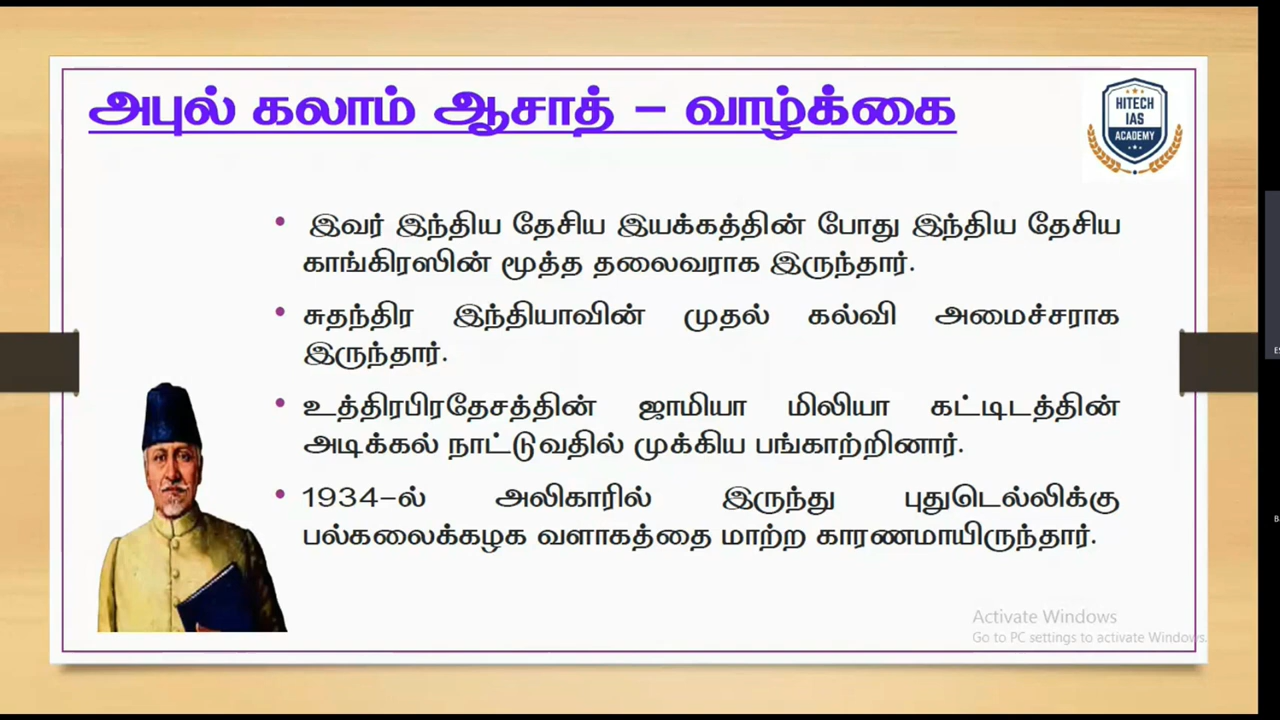 அபுல் கலாம் ஆசாத் – வாழ்க்கை
HITECH
IAS
ACADEMY
• இவர் இந்திய தேசிய இயக்கத்தின் போது இந்திய தேசிய
காங்கிரஸின் மூத்த தலைவராக இருந்தார்.
• சுதந்திர இந்தியாவின் முதல் கல்வி அமைச்சராக
இருந்தார்.
• உத்திரபிரதேசத்தின் ஜாமியா மிலியா கட்டிடத்தின்
அடிக்கல் நாட்டுவதில் முக்கிய பங்காற்றினார்.
• 1934–ல் அலிகாரில் இருந்து புதுடெல்லிக்கு
பல்கலைக்கழக வளாகத்தை மாற்ற காரணமாயிருந்தார்.
Activate Windows
Go to PC settings to activate Windows.